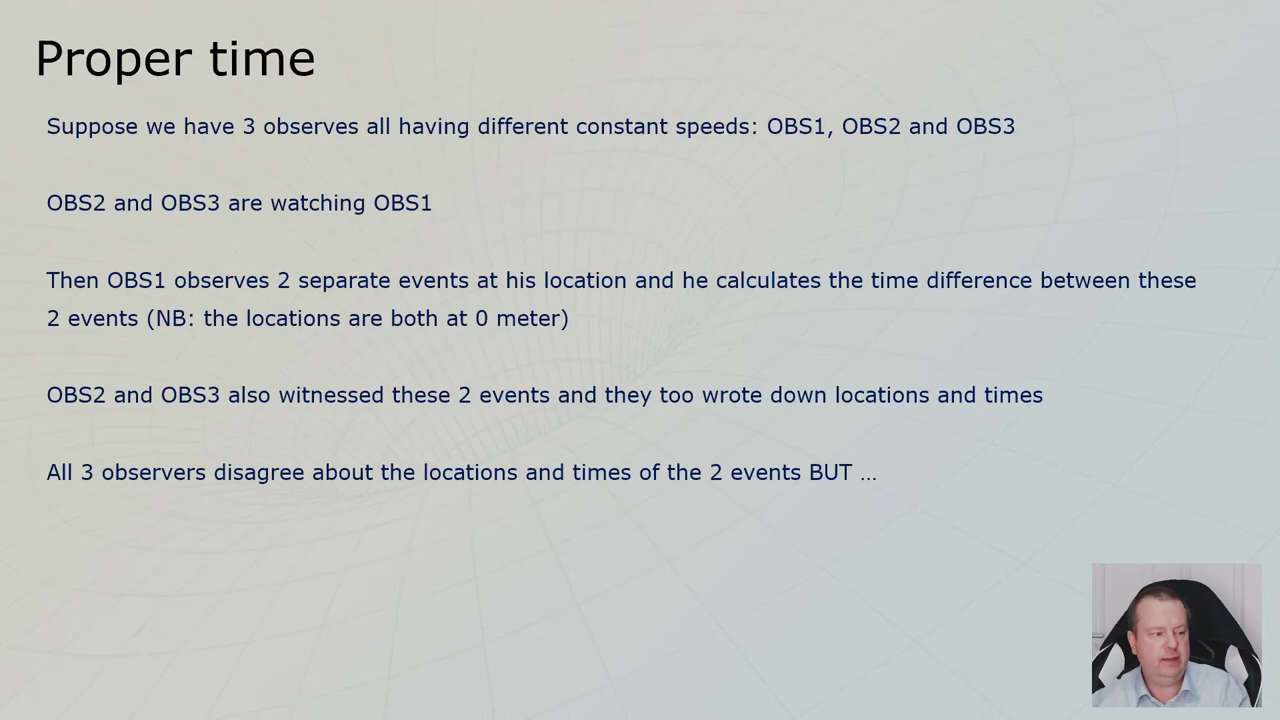 Proper time
Suppose we have 3 observes all having different constant speeds: OBS1, OBS2 and OBS3
OBS2 and OBS3 are watching OBS1
Then OBS1 observes 2 separate events at his location and he calculates the time difference between these
2 events (NB: the locations are both at 0 meter)
OBS2 and OBS3 also witnessed these 2 events and they too wrote down locations and times
All 3 observers disagree about the locations and times of the 2 events BUT …